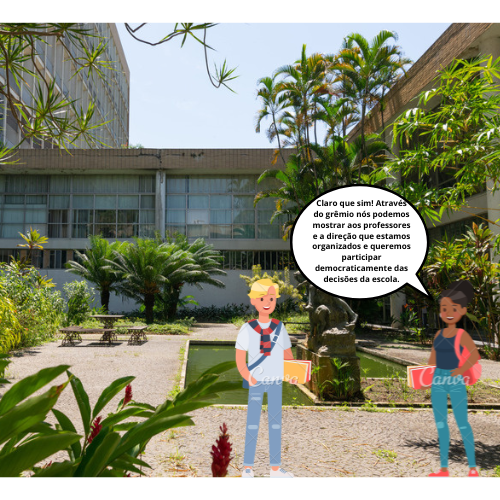 Claro que sim! Através
do grêmio nós podemos
mostrar aos professores
e a direção que estamos
organizados e queremos
participar
democraticamente das
decisões da escola.
Canva
Canva